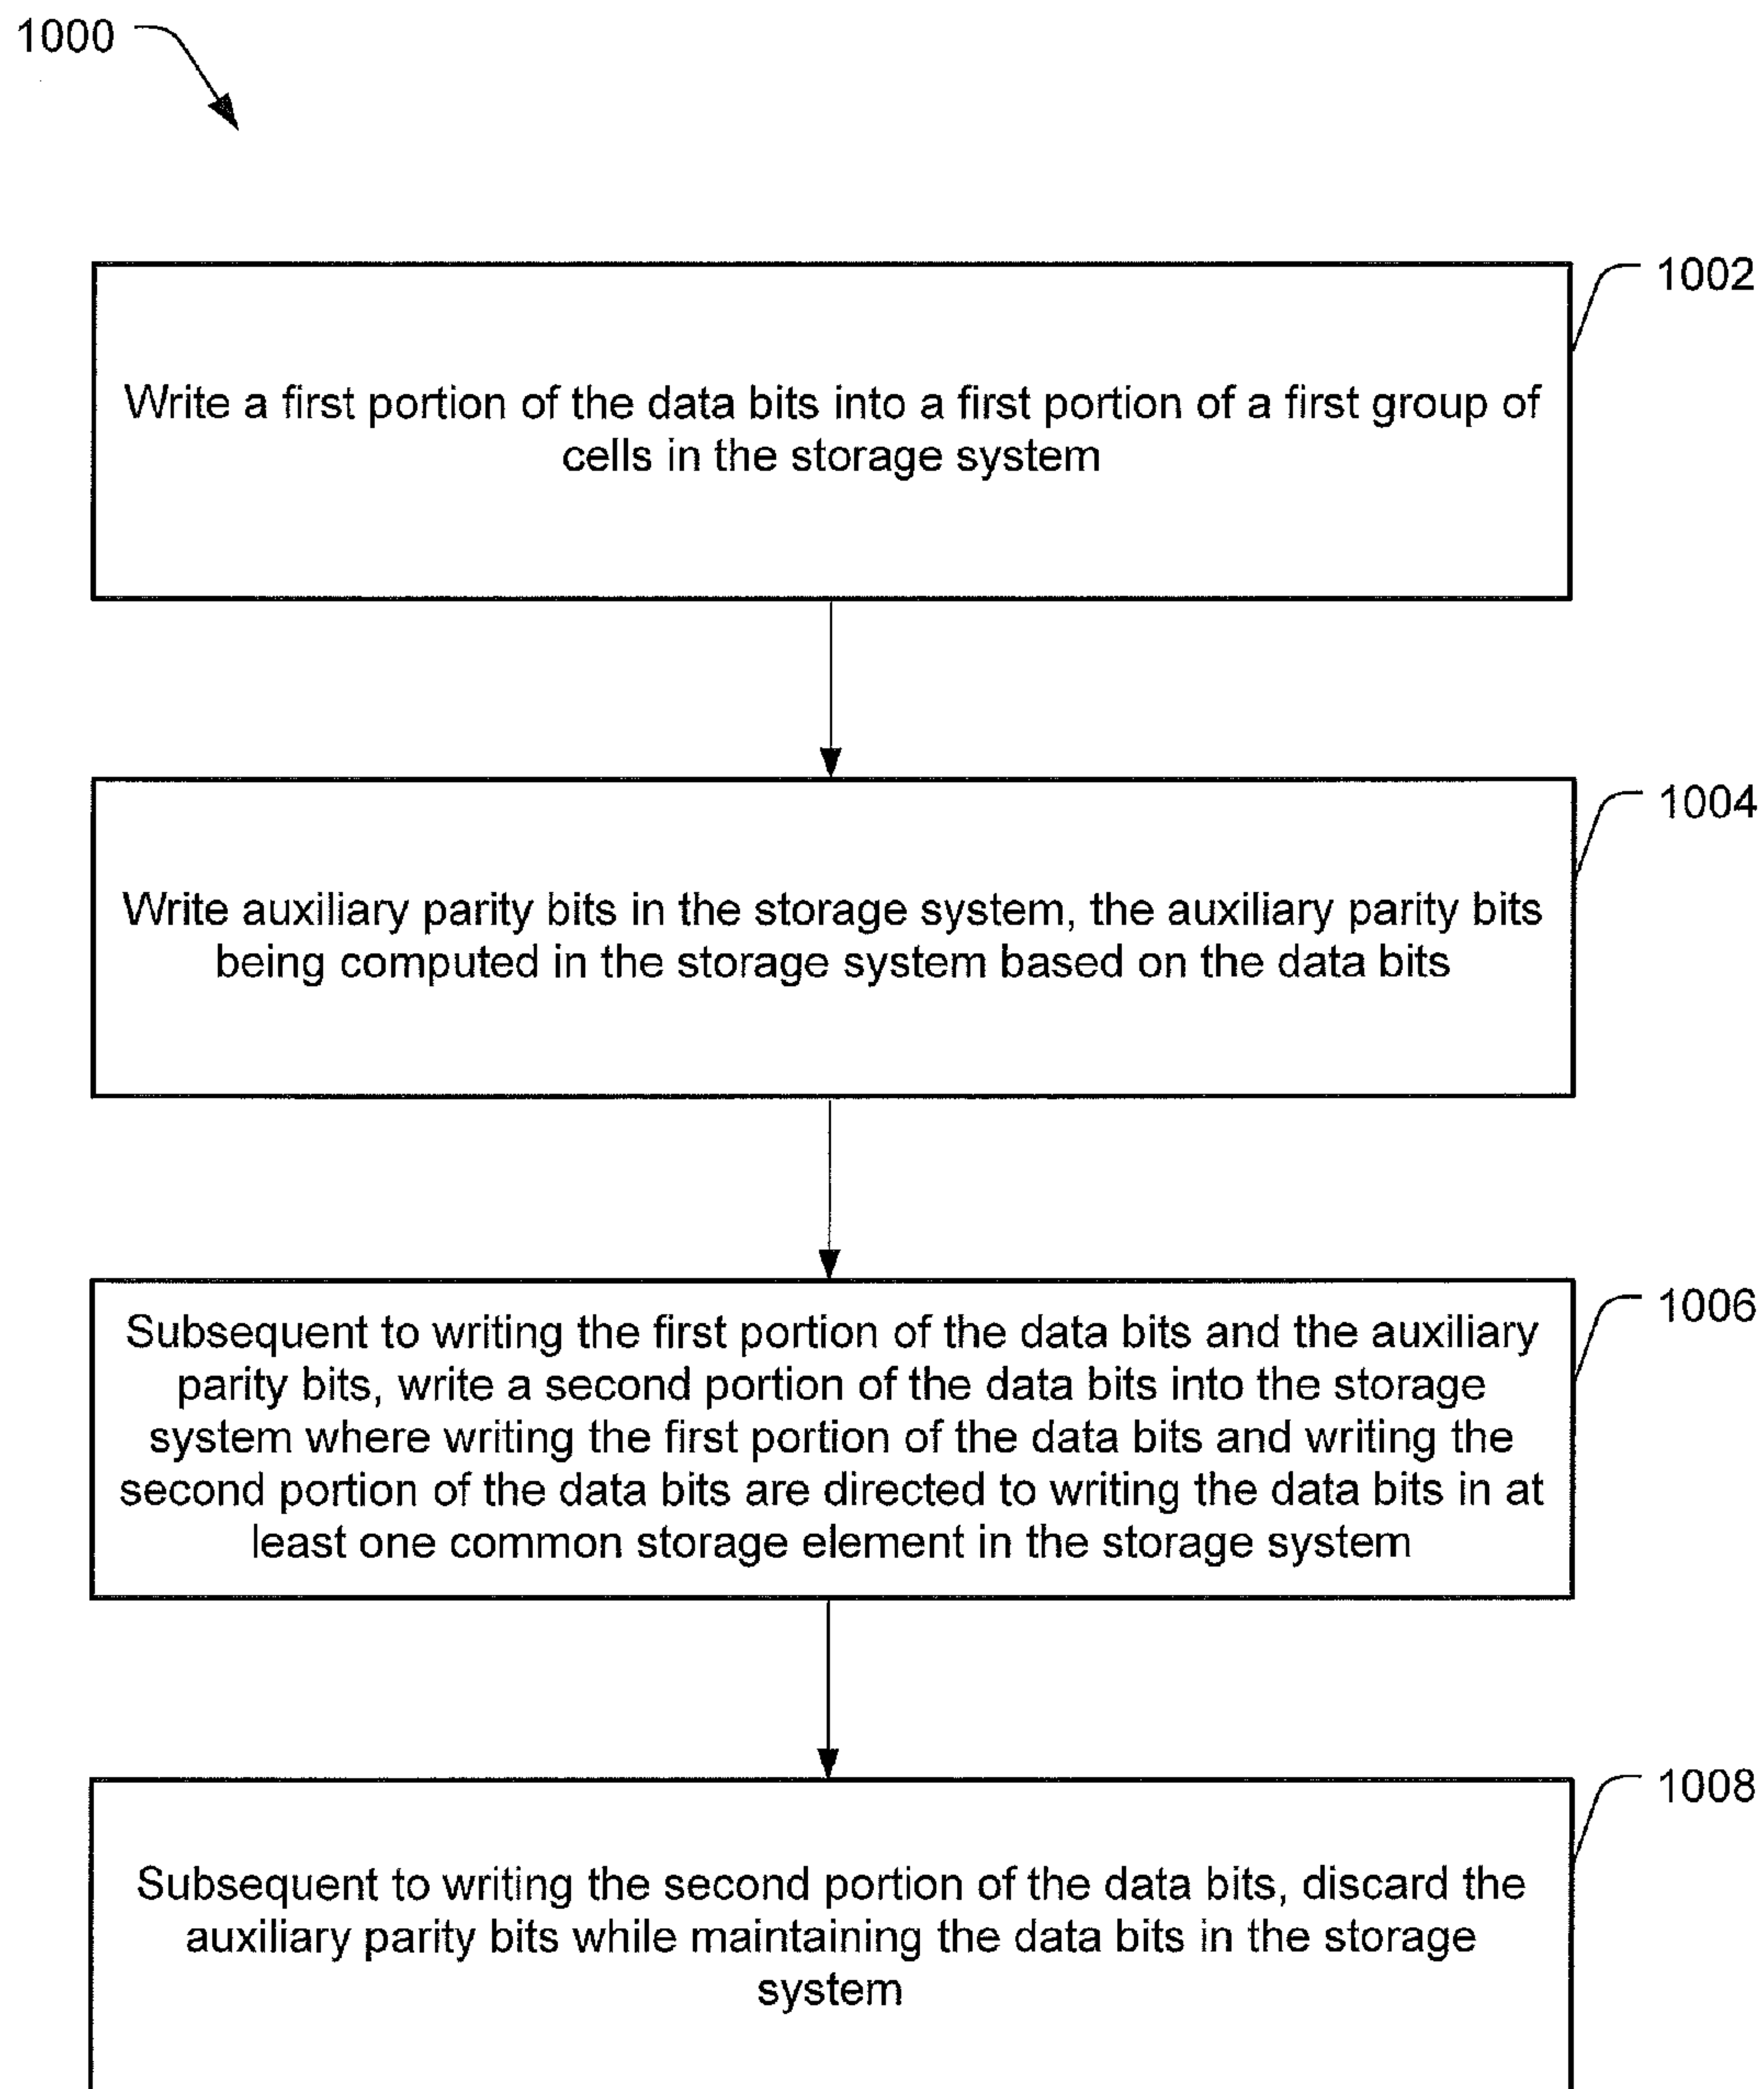 1000
1002
Write a first portion of the data bits into a first portion of a first group of
cells in the storage system
1004
Write auxiliary parity bits in the storage system, the auxiliary parity bits
being computed in the storage system based on the data bits
1006
Subsequent to writing the first portion of the data bits and the auxiliary
parity bits, write a second portion of the data bits into the storage
system where writing the first portion of the data bits and writing the
second portion of the data bits are directed to writing the data bits in at
least one common storage element in the storage system
1008
Subsequent to writing the second portion of the data bits, discard the
auxiliary parity bits while maintaining the data bits in the storage
system